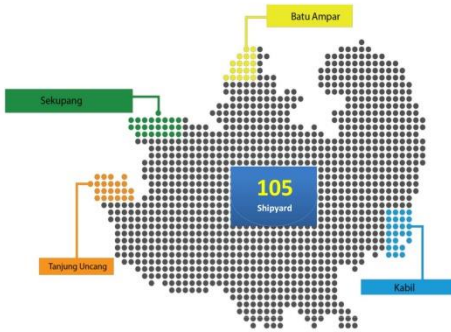 Batu Ampar
Sekupang
105
Shipyard
Tanjung Uncang
Kabil